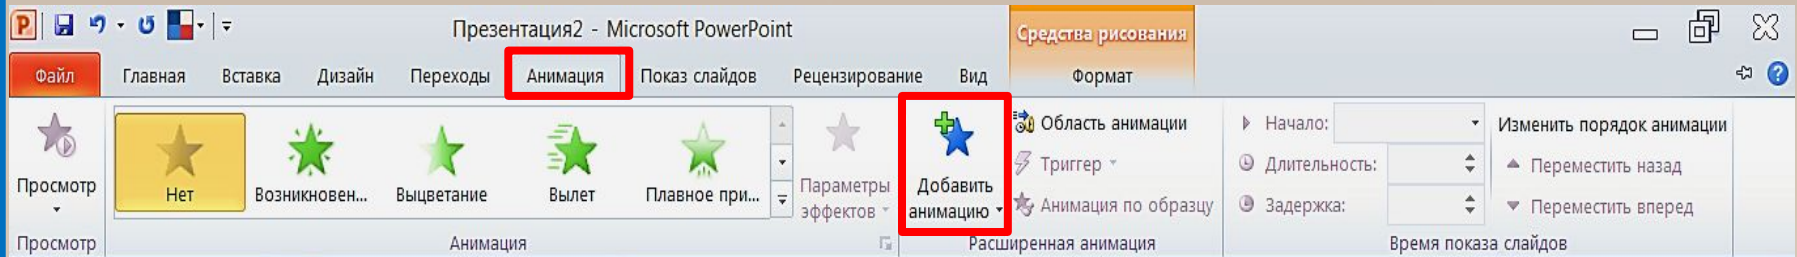 Презентация2 - Microsoft PowerPoint
Средства рисования
Файл Главная Вставка Дизайн Переходы Анимация Показ слайдов Рецензирование Вид Формат
Просмотр
Нет
Возникновен...
Выцветание
Вылет
Плавное при...
Параметры
эффектов
Добавить
анимацию
Область анимации
Триггер
Анимация по образцу
Начало:
Длительность:
Задержка:
Изменить порядок анимации
Переместить назад
Переместить вперед
Просмотр Анимация Расширенная анимация Время показа слайдов